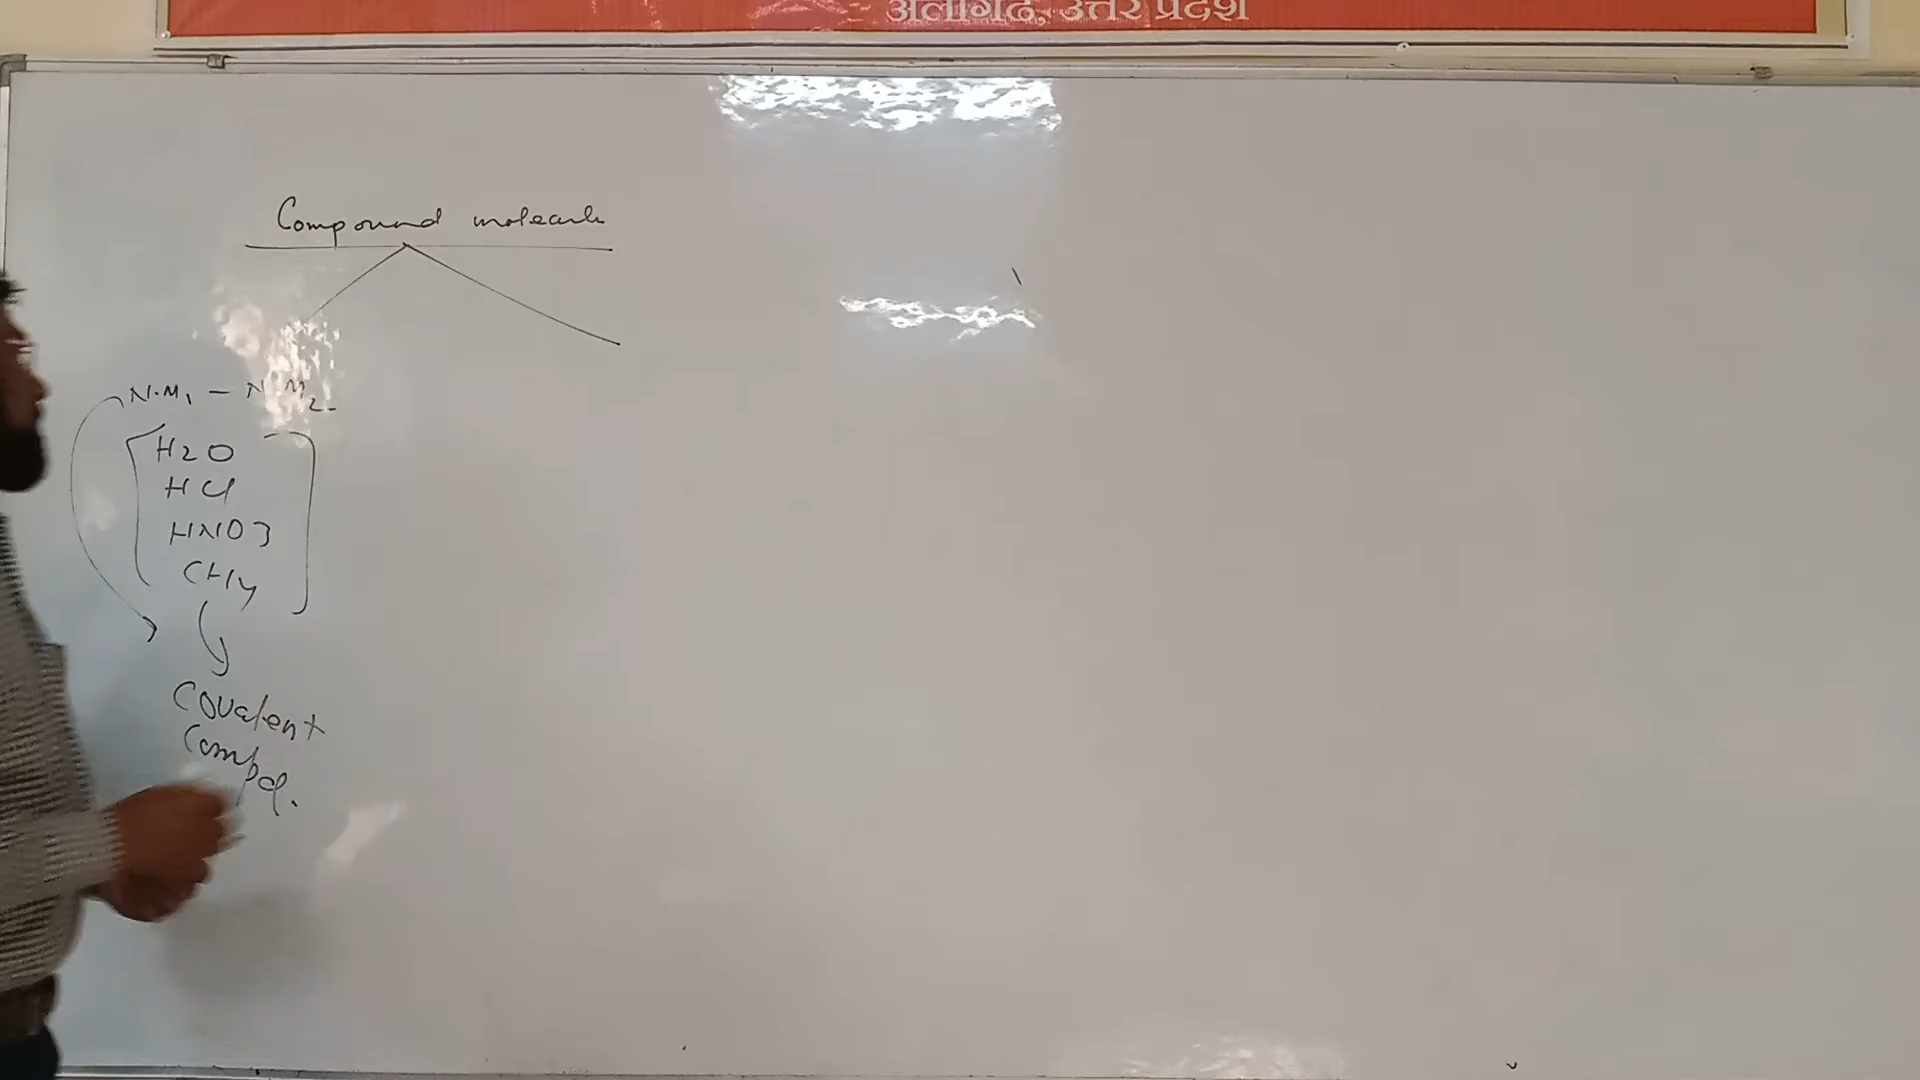 अलीगढ़, उत्तर प्रदेश
Compound molecule
N.M1 - N.M2
H2O
HCl
HNO3
CH4
Covalent
Compd.